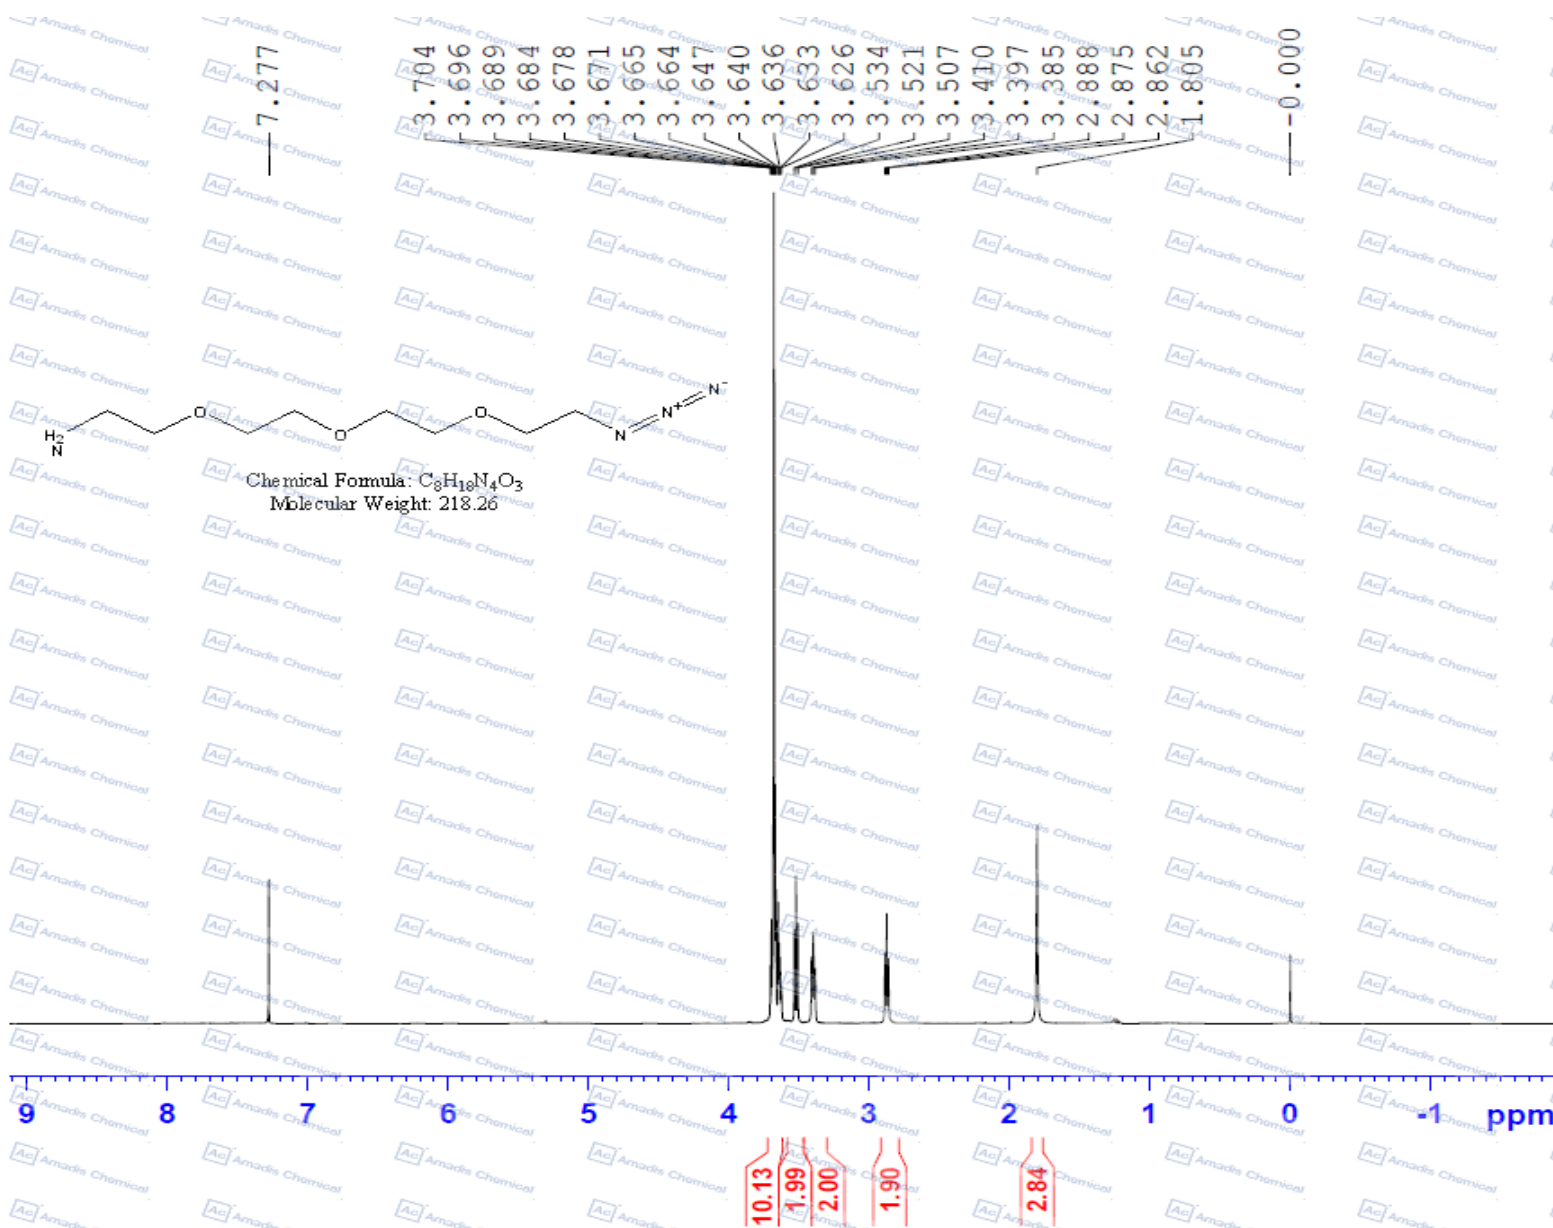 7.277
3.704
3.696
3.689
3.684
3.678
3.671
3.665
3.664
3.647
3.640
3.636
3.633
3.626
3.534
3.521
3.507
3.410
3.397
3.385
2.888
2.875
2.862
1.805
-0.000
H2
N
O
O
O
N
N+
N-
Chemical Formula: C8H18N4O3
Molecular Weight: 218.26
9 8 7 6 5 4 3 2 1 0 -1 ppm
10.13
1.99
2.00
1.90
2.84
Ac Amadis Chemical